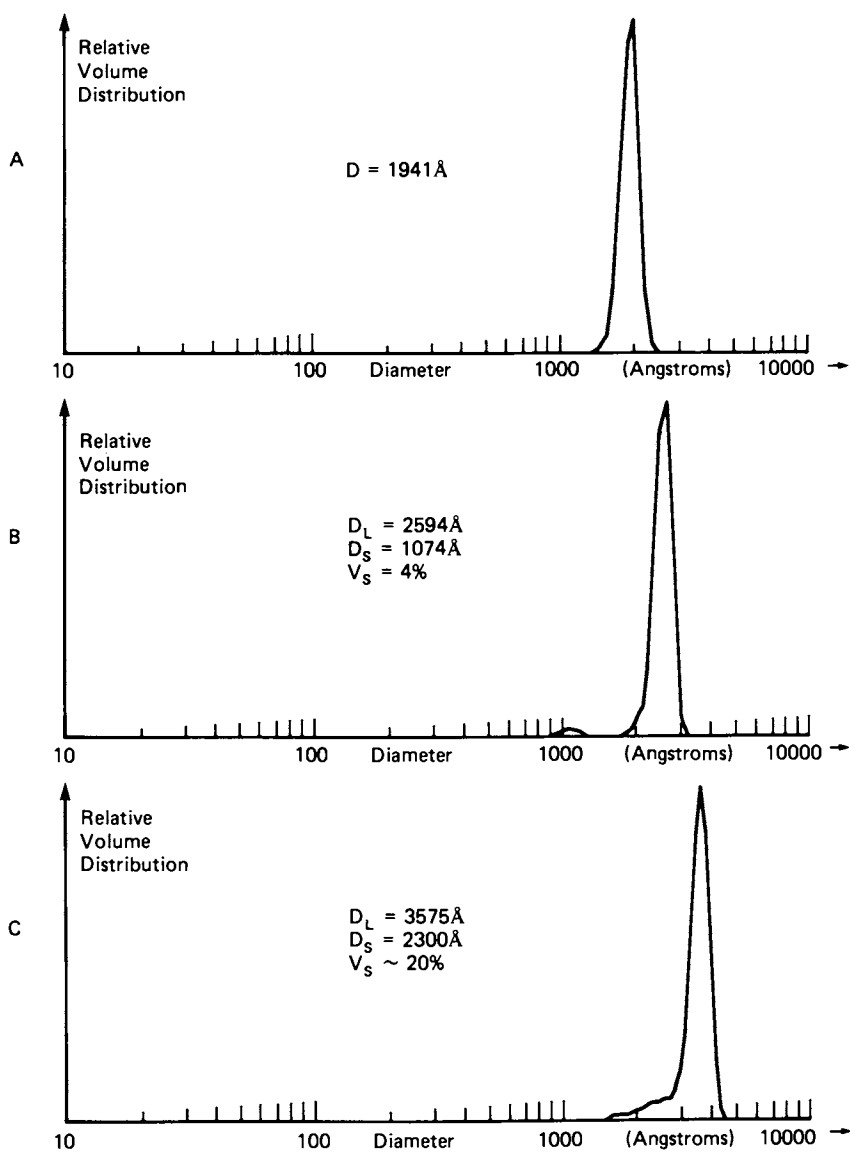 Relative
Volume
Distribution
A
D = 1941Å
10 100 Diameter 1000 (Angstroms) 10000
Relative
Volume
Distribution
B
D_L = 2594Å
D_S = 1074Å
V_S = 4%
10 100 Diameter 1000 (Angstroms) 10000
Relative
Volume
Distribution
C
D_L = 3575Å
D_S = 2300Å
V_S ~ 20%
10 100 Diameter 1000 (Angstroms) 10000